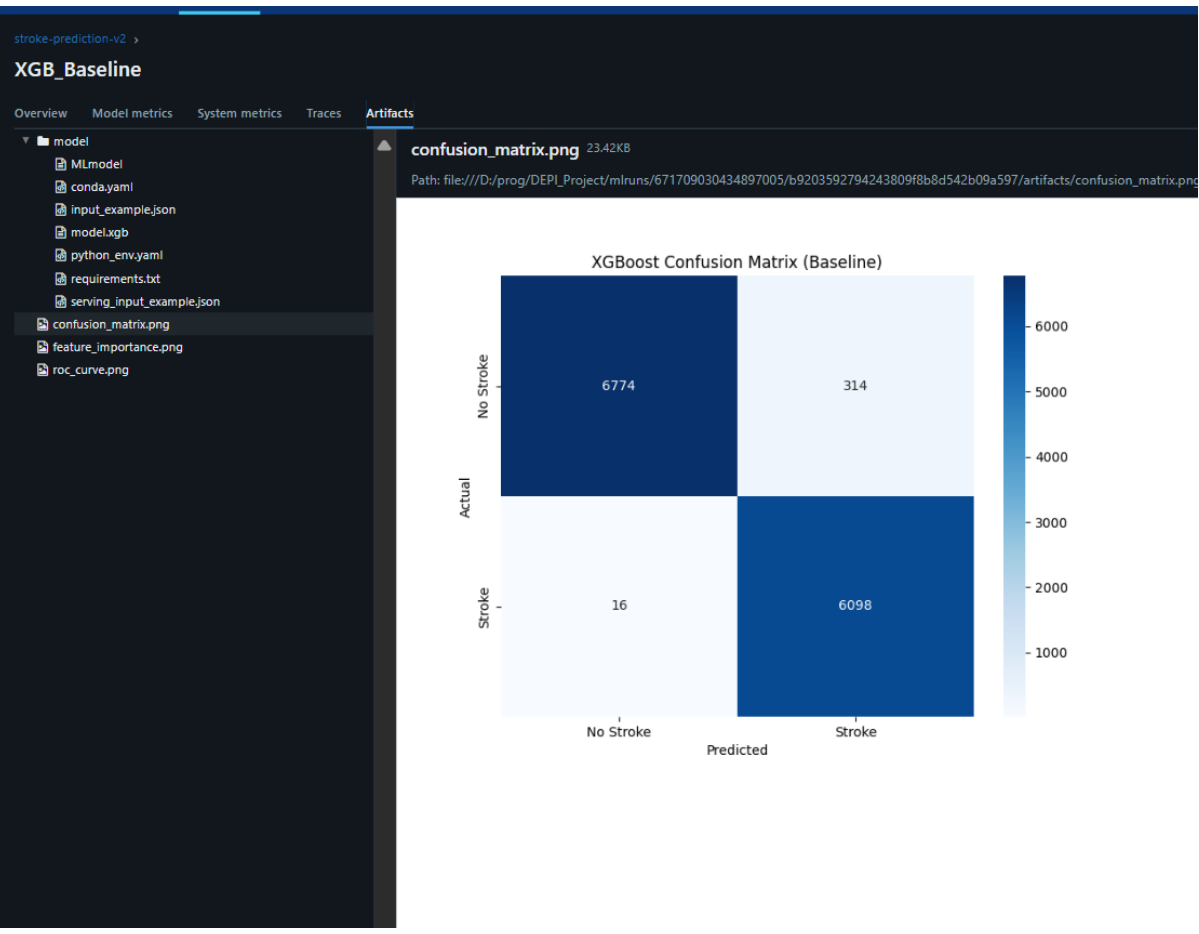 stroke-prediction-v2 ›
XGB_Baseline
Overview Model metrics System metrics Traces Artifacts
model
MLmodel
conda.yaml
input_example.json
model.xgb
python_env.yaml
requirements.txt
serving_input_example.json
confusion_matrix.png
feature_importance.png
roc_curve.png
confusion_matrix.png 23.42KB
Path: file:///D:/prog/DEPI_Project/mlruns/671709030434897005/b9203592794243809f8b8d542b09a597/artifacts/confusion_matrix.png
XGBoost Confusion Matrix (Baseline)
Actual
No Stroke
6774 314
Stroke
16 6098
No Stroke Stroke
Predicted
6000
5000
4000
3000
2000
1000